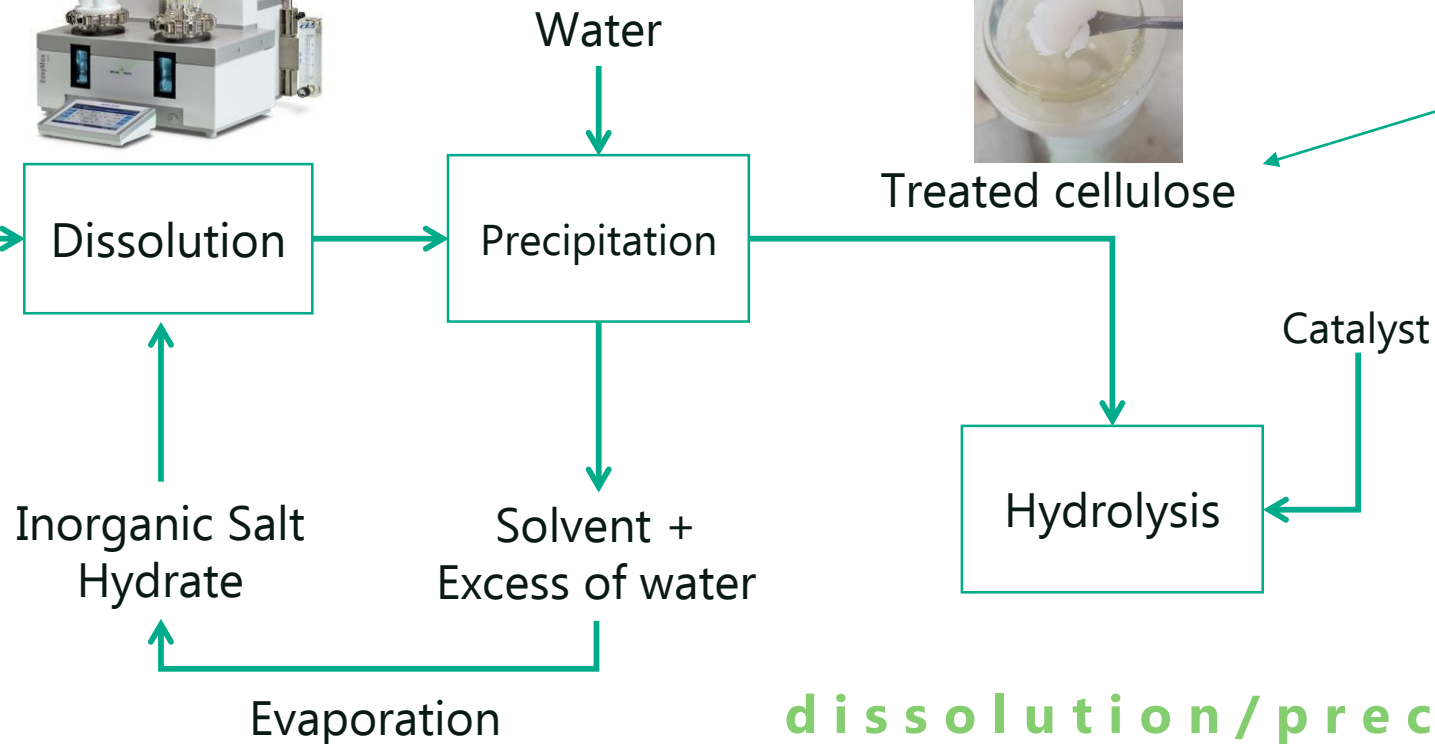 Water
Treated cellulose
Dissolution
Precipitation
Catalyst
Inorganic Salt
Hydrate
Solvent +
Excess of water
Hydrolysis
Evaporation
dissolution/prec